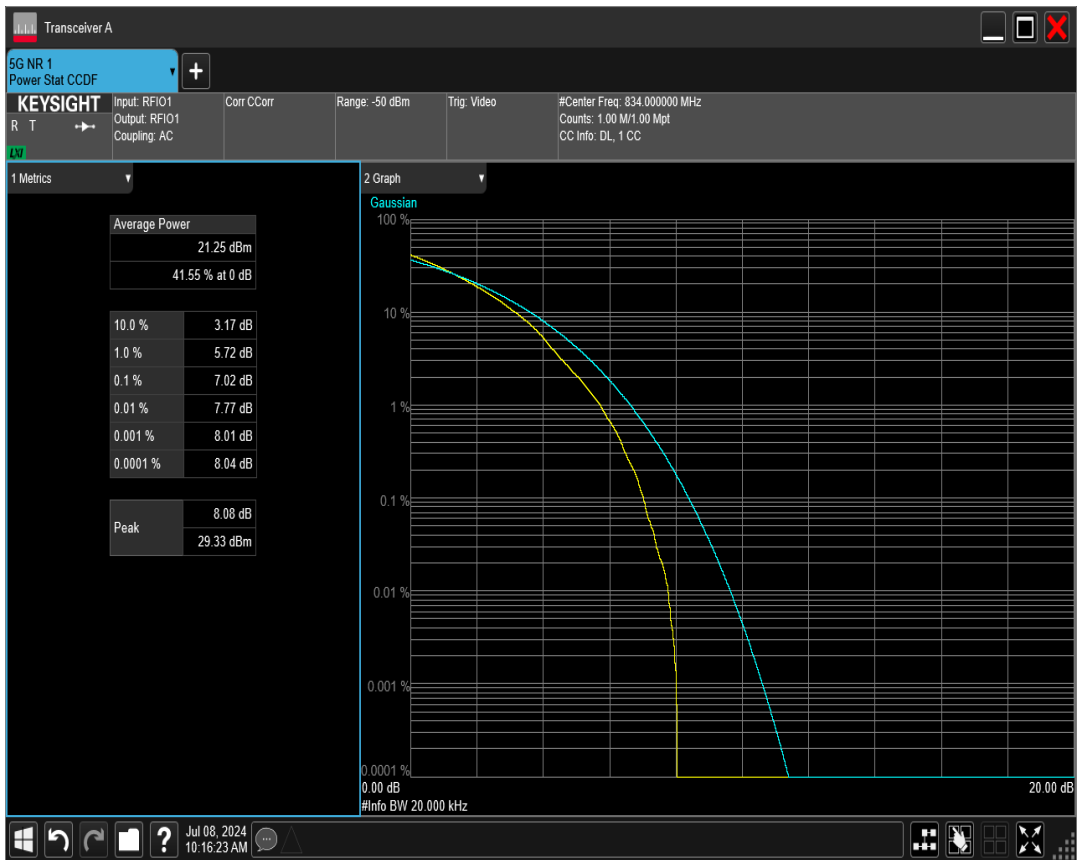 Transceiver A
5G NR 1
Power Stat CCDF
+
KEYSIGHT
R T
LXI
Input: RFIO1
Output: RFIO1
Coupling: AC
Corr CCorr
Range: -50 dBm
Trig: Video
#Center Freq: 834.000000 MHz
Counts: 1.00 M/1.00 Mpt
CC Info: DL, 1 CC
1 Metrics
Average Power
21.25 dBm
41.55 % at 0 dB
10.0 % 3.17 dB
1.0 % 5.72 dB
0.1 % 7.02 dB
0.01 % 7.77 dB
0.001 % 8.01 dB
0.0001 % 8.04 dB
Peak
8.08 dB
29.33 dBm
2 Graph
Gaussian
100 %
10 %
1 %
0.1 %
0.01 %
0.001 %
0.0001 %
0.00 dB
20.00 dB
#Info BW 20.000 kHz
?
Jul 08, 2024
10:16:23 AM